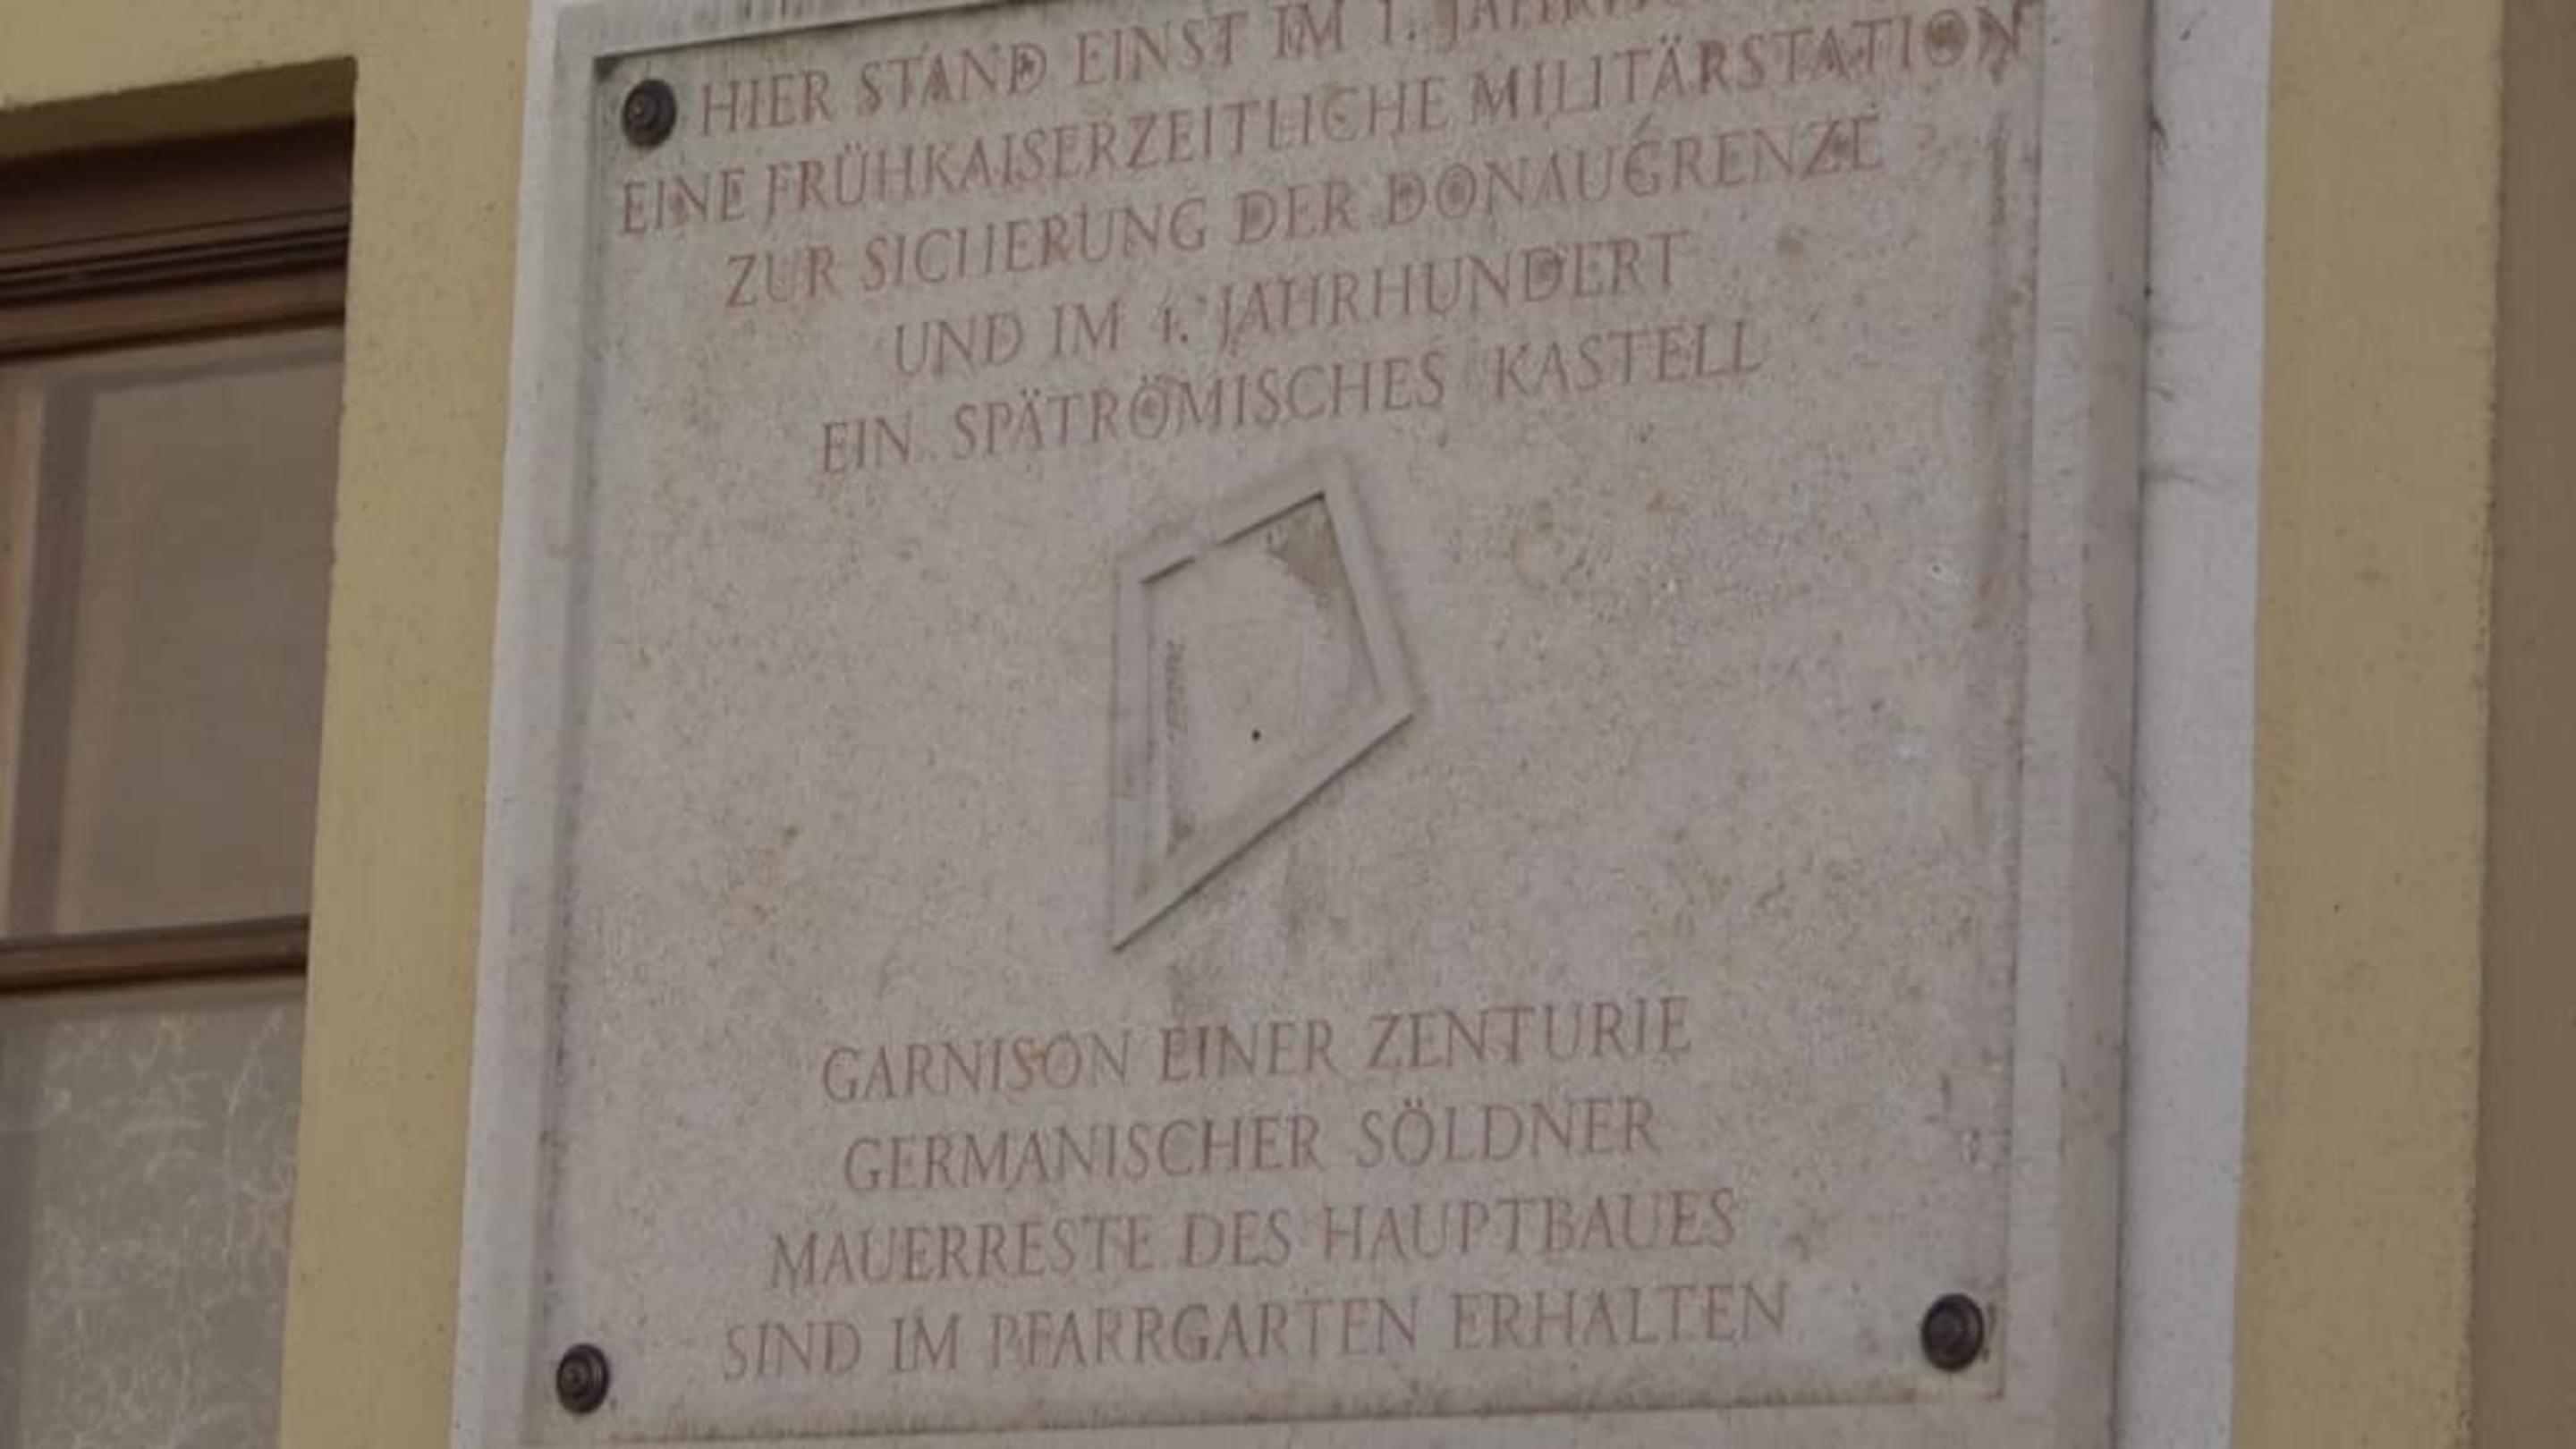 HIER STAND EINST IM 1.
EINE FRÜHKAISERZEITLICHE MILITÄRSTATION
ZUR SICHERUNG DER DONAUGRENZE
UND IM 4. JAHRHUNDERT
EIN SPÄTRÖMISCHES KASTELL
GARNISON EINER ZENTURIE
GERMANISCHER SÖLDNER
MAUERRESTE DES HAUPTBAUES
SIND IM PFARRGARTEN ERHALTEN